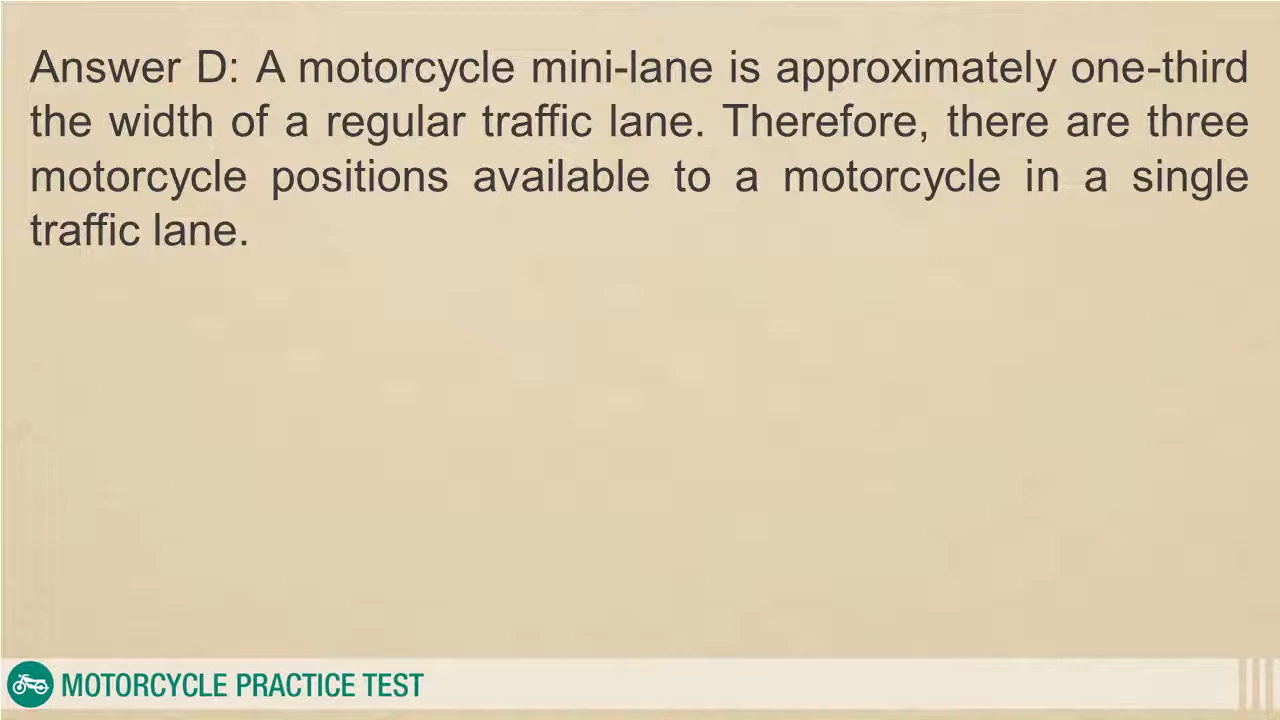 Answer D: A motorcycle mini-lane is approximately one-third
the width of a regular traffic lane. Therefore, there are three
motorcycle positions available to a motorcycle in a single
traffic lane.
MOTORCYCLE PRACTICE TEST